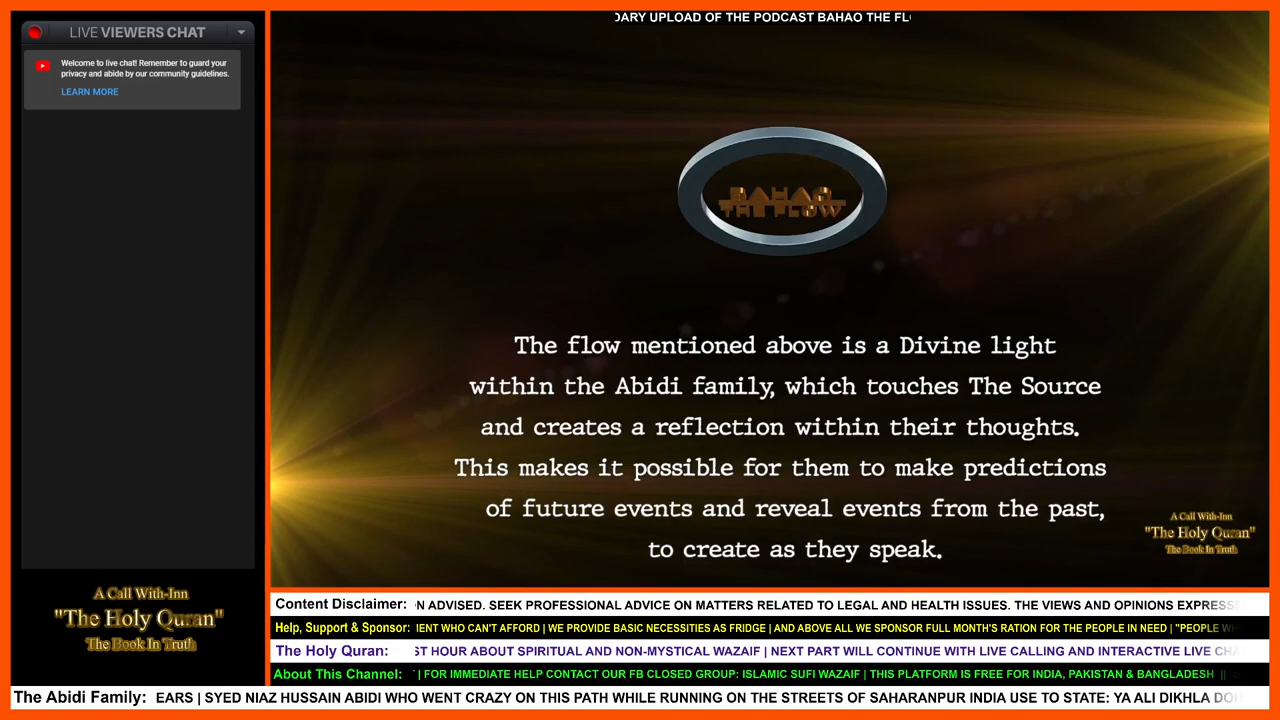 DARY UPLOAD OF THE PODCAST BAHAO THE FL
LIVE VIEWERS CHAT
Welcome to live chat! Remember to guard your
privacy and abide by our community guidelines.
LEARN MORE
BAHAO
THE FLOW
The flow mentioned above is a Divine light
within the Abidi family, which touches The Source
and creates a reflection within their thoughts.
This makes it possible for them to make predictions
of future events and reveal events from the past,
to create as they speak.
A Call With-Inn
"The Holy Quran"
The Book In Truth
A Call With-Inn
"The Holy Quran"
The Book In Truth
Content Disclaimer: N ADVISED. SEEK PROFESSIONAL ADVICE ON MATTERS RELATED TO LEGAL AND HEALTH ISSUES. THE VIEWS AND OPINIONS EXPRESS
Help, Support & Sponsor: IENT WHO CAN'T AFFORD | WE PROVIDE BASIC NECESSITIES AS FRIDGE | AND ABOVE ALL WE SPONSOR FULL MONTH'S RATION FOR THE PEOPLE IN NEED | "PEOPLE
The Holy Quran: ST HOUR ABOUT SPIRITUAL AND NON-MYSTICAL WAZAIF | NEXT PART WILL CONTINUE WITH LIVE CALLING AND INTERACTIVE LIVE CHA
About This Channel: | FOR IMMEDIATE HELP CONTACT OUR FB CLOSED GROUP: ISLAMIC SUFI WAZAIF | THIS PLATFORM IS FREE FOR INDIA, PAKISTAN & BANGLADESH ||
The Abidi Family: EARS | SYED NIAZ HUSSAIN ABIDI WHO WENT CRAZY ON THIS PATH WHILE RUNNING ON THE STREETS OF SAHARANPUR INDIA USE TO STATE: YA ALI DIKHLA DO